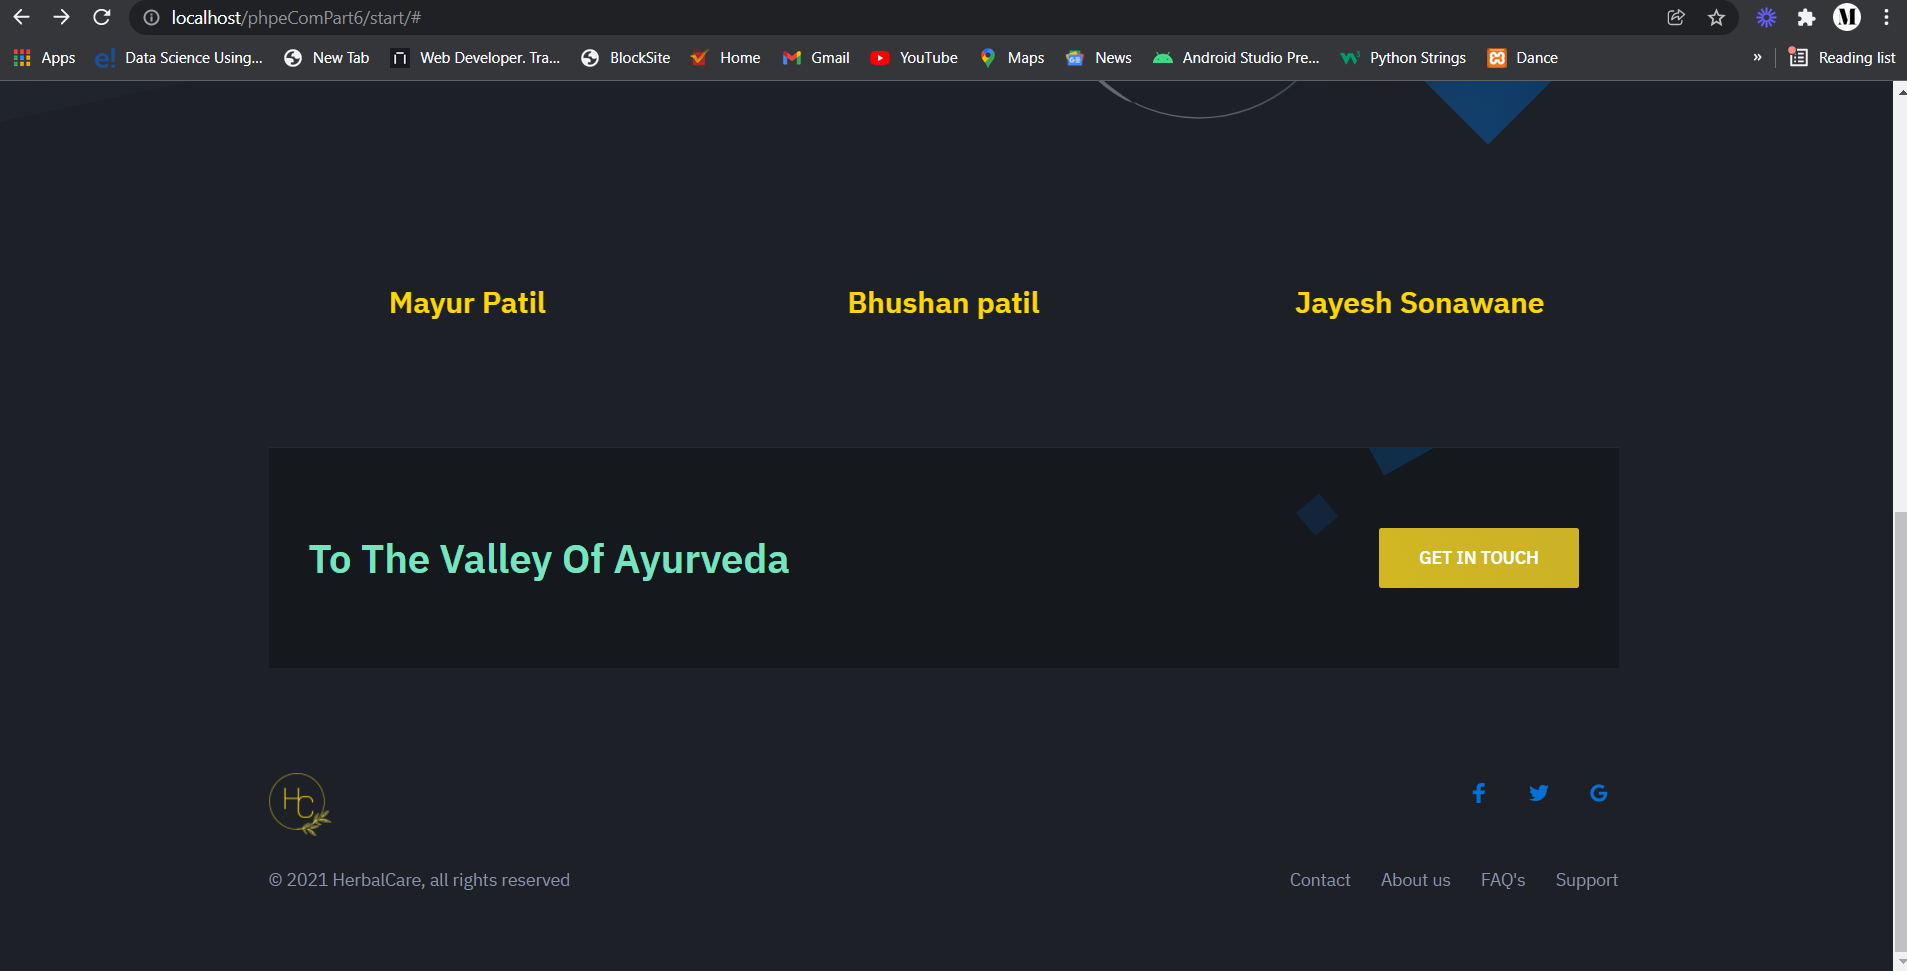 localhost/phpeComPart6/start/#
M
Apps e! Data Science Using... New Tab Web Developer. Tra... BlockSite Home Gmail YouTube Maps News Android Studio Pre... Python Strings Dance » Reading list
Mayur Patil Bhushan patil Jayesh Sonawane
To The Valley Of Ayurveda
GET IN TOUCH
HC
© 2021 HerbalCare, all rights reserved
Contact About us FAQ's Support